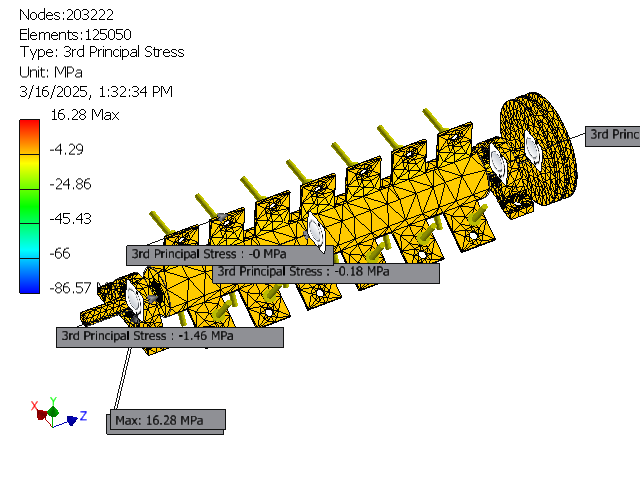 Nodes:203222
Elements:125050
Type: 3rd Principal Stress
Unit: MPa
3/16/2025, 1:32:34 PM
16.28 Max
-4.29
-24.86
-45.43
-66
-86.57
3rd Princ
3rd Principal Stress : -0 MPa
3rd Principal Stress : -0.18 MPa
3rd Principal Stress : -1.46 MPa
Max: 16.28 MPa
X
Y
Z